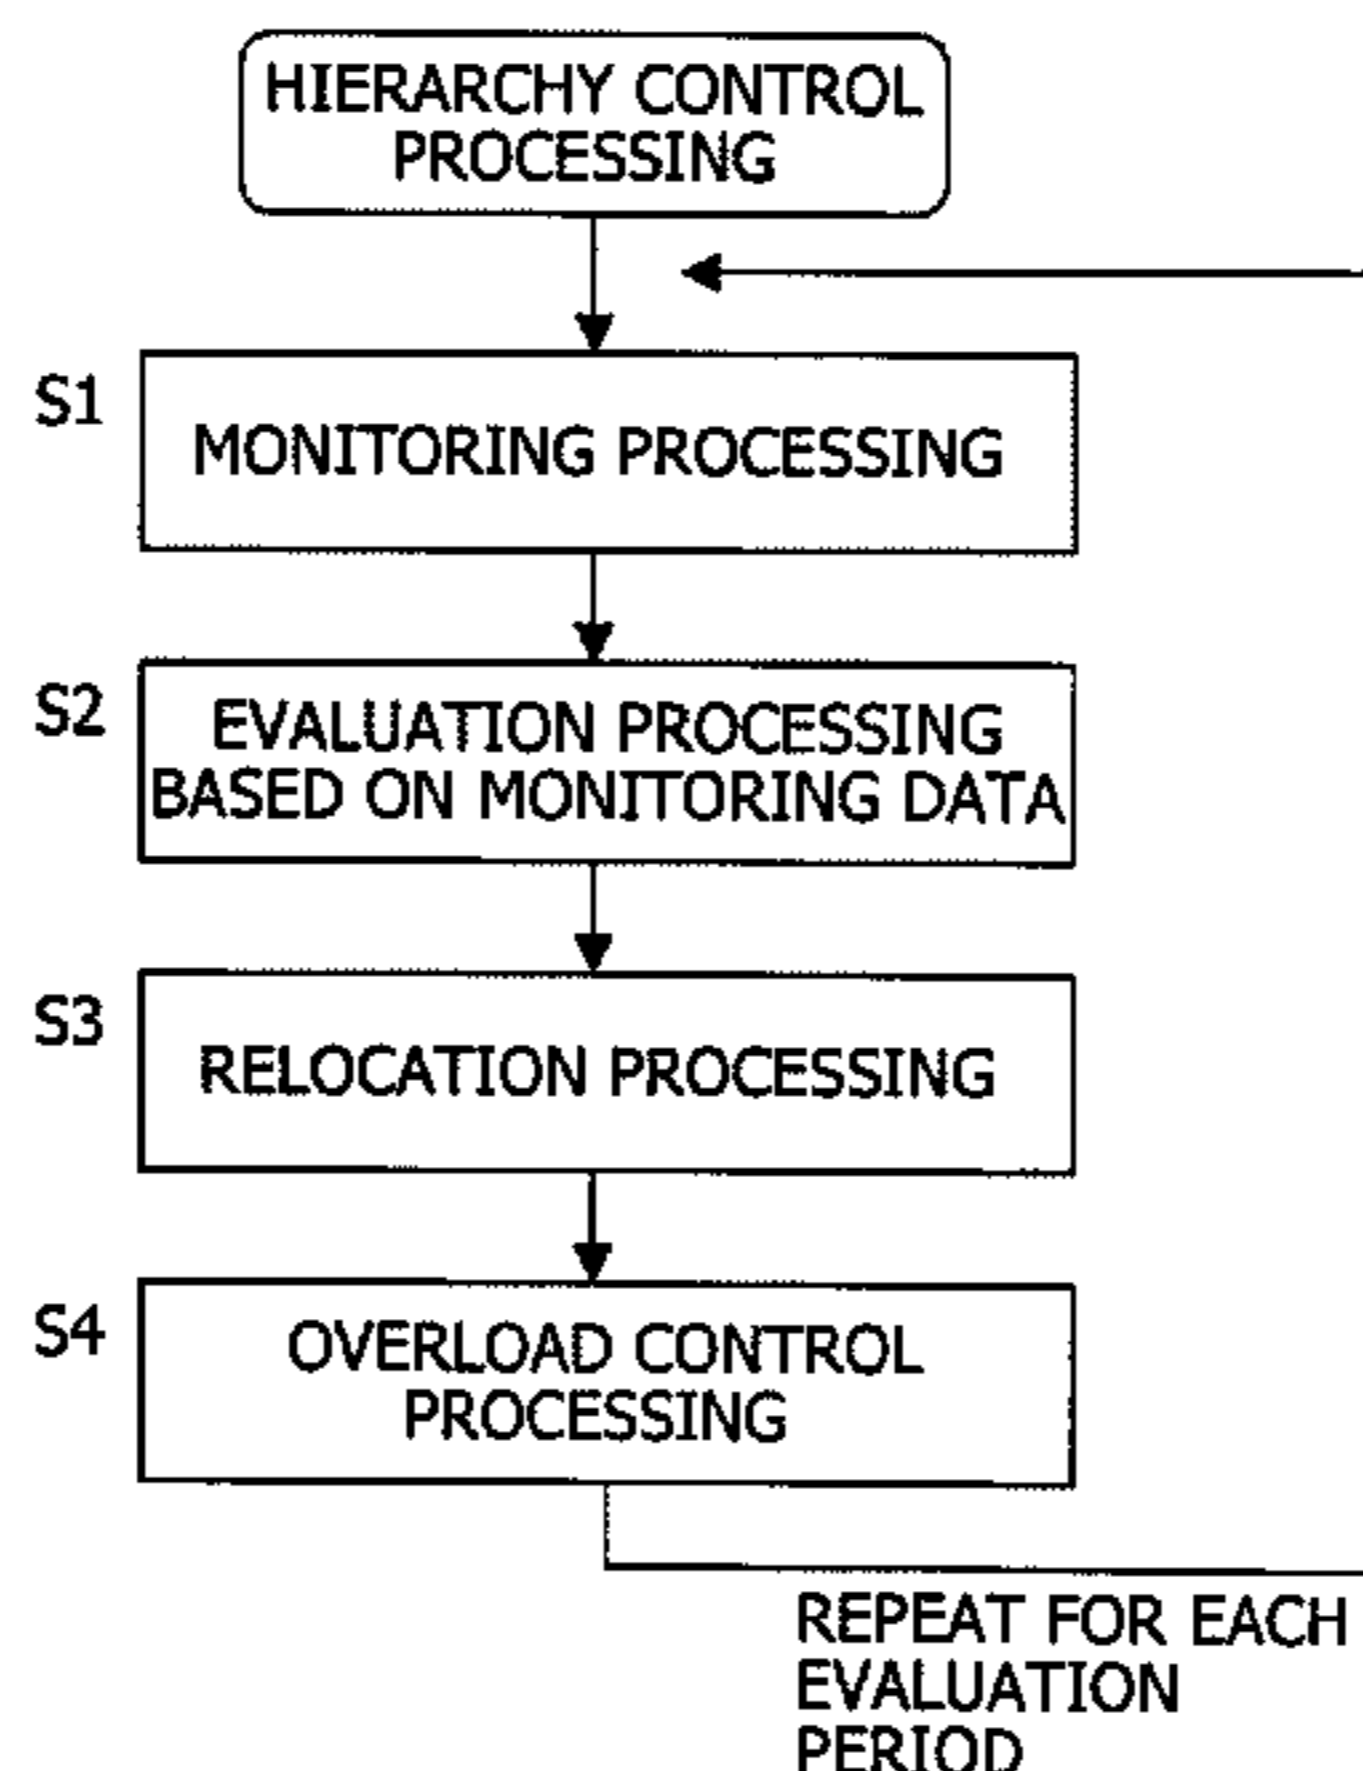 HIERARCHY CONTROL
PROCESSING
S1
MONITORING PROCESSING
S2
EVALUATION PROCESSING
BASED ON MONITORING DATA
S3
RELOCATION PROCESSING
S4
OVERLOAD CONTROL
PROCESSING
REPEAT FOR EACH
EVALUATION
PERIOD